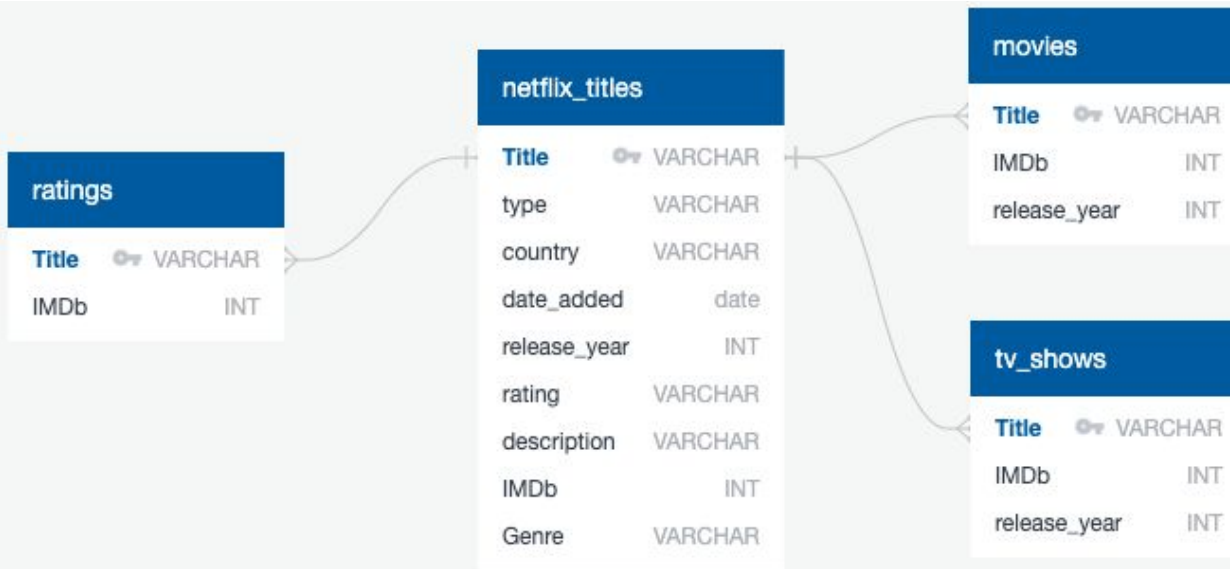 ratings
Title VARCHAR
IMDb INT
netflix_titles
Title VARCHAR
type VARCHAR
country VARCHAR
date_added date
release_year INT
rating VARCHAR
description VARCHAR
IMDb INT
Genre VARCHAR
movies
Title VARCHAR
IMDb INT
release_year INT
tv_shows
Title VARCHAR
IMDb INT
release_year INT